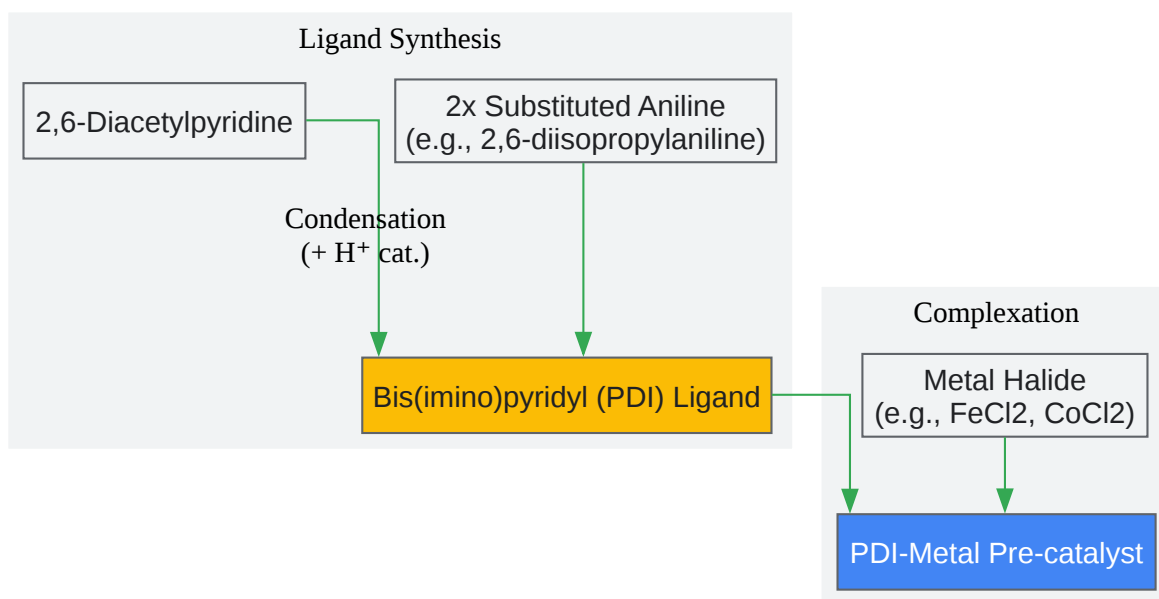 Ligand Synthesis
2,6-Diacetylpyridine
2x Substituted Aniline
(e.g., 2,6-diisopropylaniline)
Condensation
(+ H⁺ cat.)
Bis(imino)pyridyl (PDI) Ligand
Complexation
Metal Halide
(e.g., FeCl2, CoCl2)
PDI-Metal Pre-catalyst